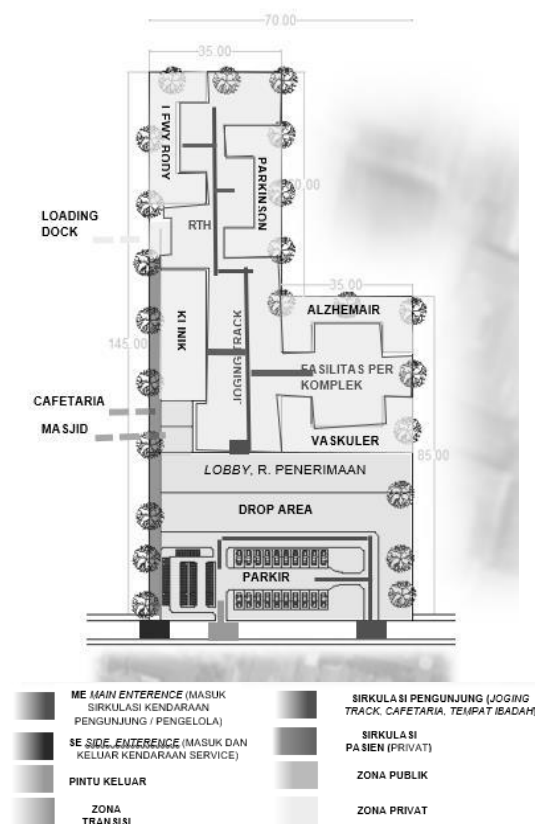 70.00
35.00
LEWY BODY
PARKINSON
LOADING
DOCK
RTH
35.00
ALZHEMAIR
KLINIK
JOGING TRACK
145.00
FASILITAS PER
KOMPLEK
CAFETARIA
MASJID
VASKULER
85.00
LOBBY, R. PENERIMAAN
DROP AREA
PARKIR
ME MAIN ENTERENCE (MASUK
SIRKULASI KENDARAAN
PENGUNJUNG / PENGELOLA)
SE SIDE ENTERENCE (MASUK DAN
KELUAR KENDARAAN SERVICE)
PINTU KELUAR
ZONA
TRANSISI
SIRKULASI PENGUNJUNG (JOGING
TRACK, CAFETARIA, TEMPAT IBADAH)
SIRKULASI
PASIEN (PRIVAT)
ZONA PUBLIK
ZONA PRIVAT